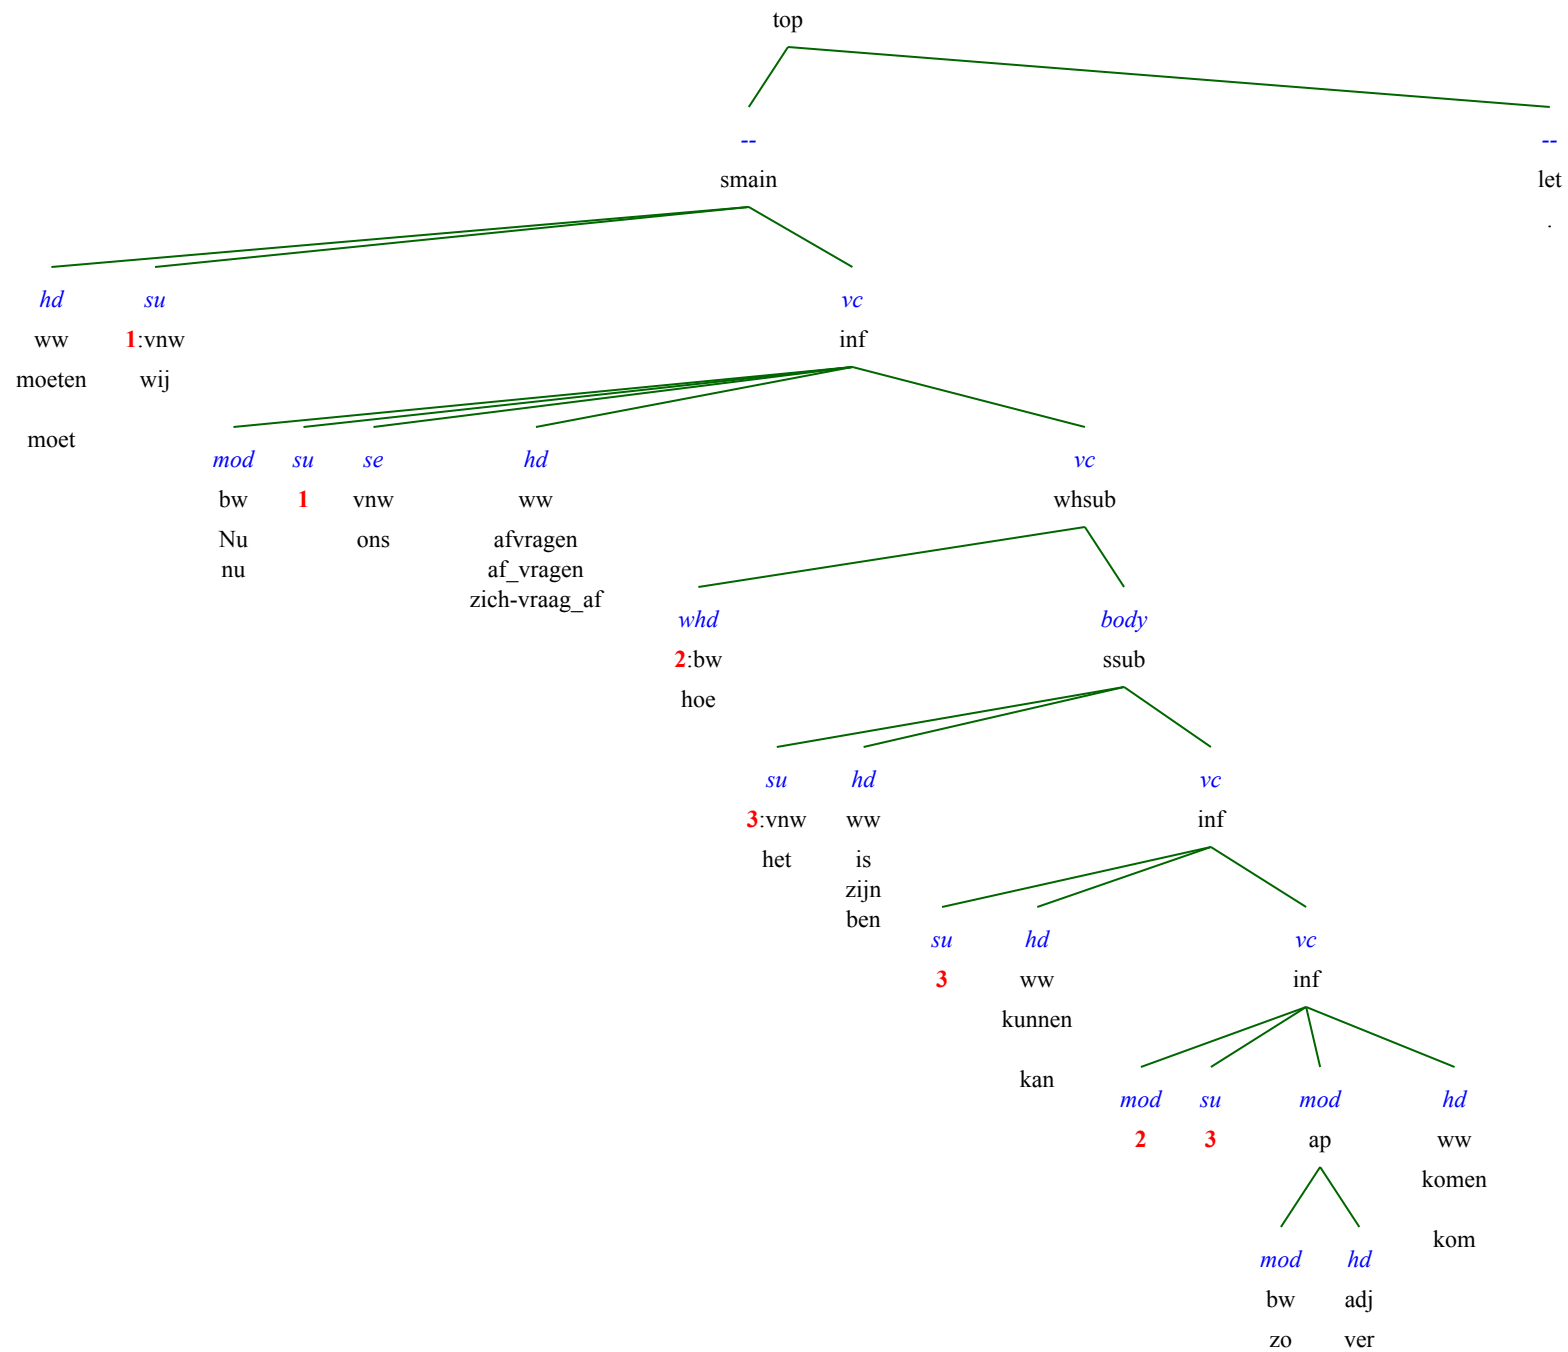 top
-- --
smain let
.
hd su vc
ww 1:vnw inf
moeten wij
moet
mod su se hd vc
bw 1 vnw ww whsub
Nu ons afvragen
nu af_vragen
zich-vraag_af
whd body
2:bw ssub
hoe
su hd vc
3:vnw ww inf
het is
zijn
ben
su hd vc
3 ww inf
kunnen
kan
mod su mod hd
2 3 ap ww
komen
kom
mod hd
bw adj
zo ver